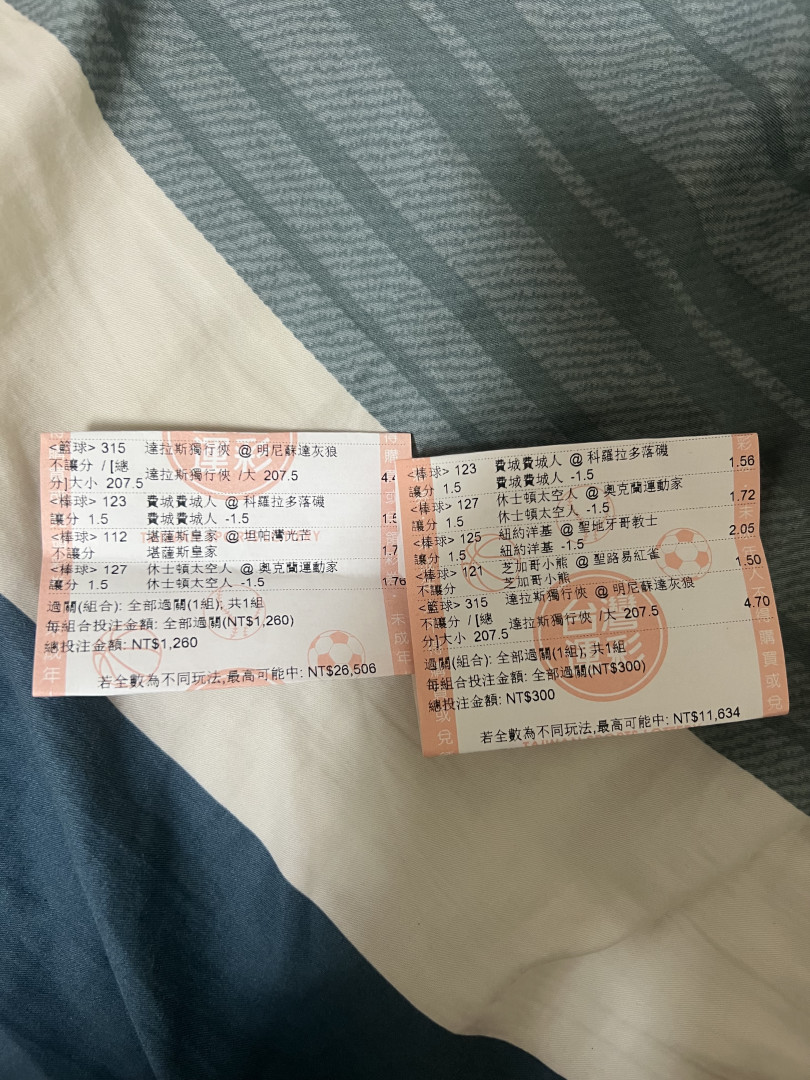 <籃球> 315 達拉斯獨行俠 @ 明尼蘇達灰狼
不讓分 / [總
分]大小 207.5 達拉斯獨行俠 /大 207.5
<棒球> 123 費城費城人 @ 科羅拉多落磯
讓分 1.5 費城費城人 -1.5
<棒球> 112 堪薩斯皇家 @ 坦帕灣光芒
不讓分 堪薩斯皇家 1.7
<棒球> 127 休士頓太空人 @ 奧克蘭運動家
讓分 1.5 休士頓太空人 -1.5 1.76
過關(組合): 全部過關(1組); 共1組
每組合投注金額: 全部過關(NT$1,260)
總投注金額: NT$1,260
若全數為不同玩法,最高可能中: NT$26,506
<棒球> 123 費城費城人 @ 科羅拉多落磯
讓分 1.5 費城費城人 -1.5 1.56
<棒球> 127 休士頓太空人 @ 奧克蘭運動家
讓分 1.5 休士頓太空人 -1.5 1.72
<棒球> 125 紐約洋基 @ 聖地牙哥教士
讓分 1.5 紐約洋基 -1.5 2.05
<棒球> 121 芝加哥小熊 @ 聖路易紅雀
不讓分 芝加哥小熊 1.50
<籃球> 315 達拉斯獨行俠 @ 明尼蘇達灰狼
不讓分 / [總
分]大小 207.5 達拉斯獨行俠 /大 207.5 4.70
過關(組合): 全部過關(1組); 共1組
每組合投注金額: 全部過關(NT$300)
總投注金額: NT$300
若全數為不同玩法,最高可能中: NT$11,634